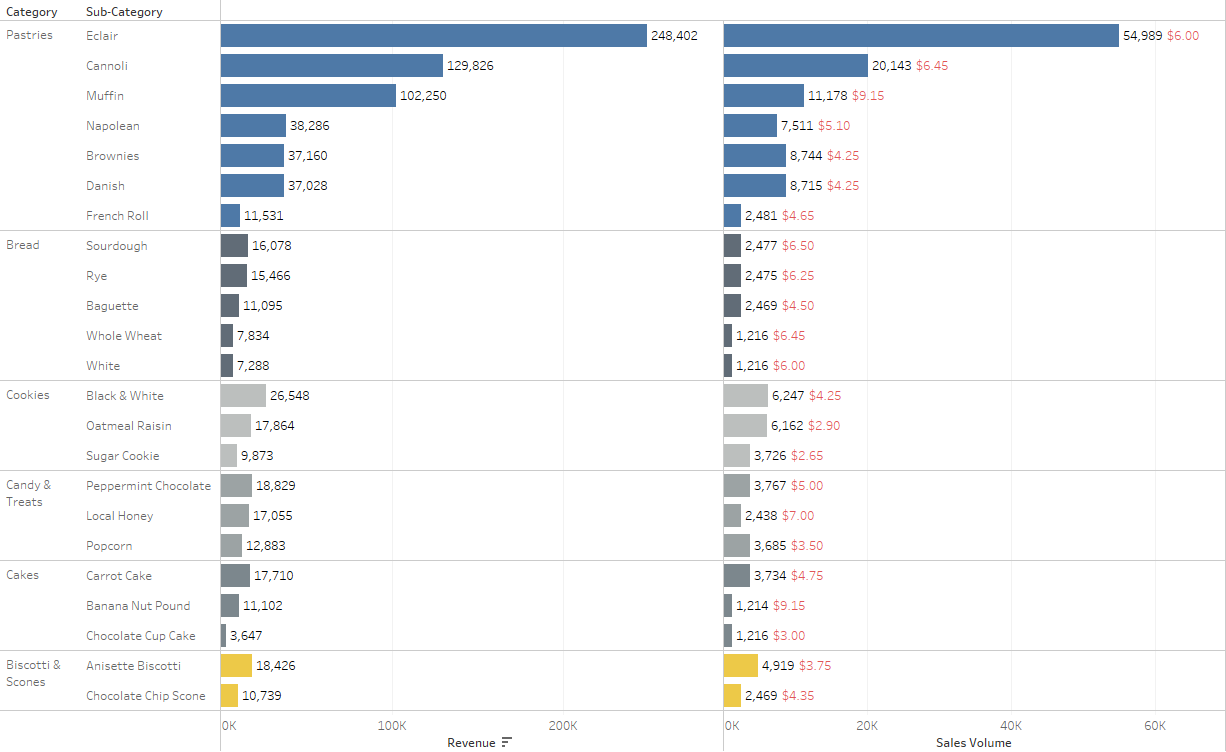 Category Sub-Category
Pastries Eclair 248,402 54,989 $6.00
Cannoli 129,826 20,143 $6.45
Muffin 102,250 11,178 $9.15
Napolean 38,286 7,511 $5.10
Brownies 37,160 8,744 $4.25
Danish 37,028 8,715 $4.25
French Roll 11,531 2,481 $4.65
Bread Sourdough 16,078 2,477 $6.50
Rye 15,466 2,475 $6.25
Baguette 11,095 2,469 $4.50
Whole Wheat 7,834 1,216 $6.45
White 7,288 1,216 $6.00
Cookies Black & White 26,548 6,247 $4.25
Oatmeal Raisin 17,864 6,162 $2.90
Sugar Cookie 9,873 3,726 $2.65
Candy & Peppermint Chocolate 18,829 3,767 $5.00
Treats
Local Honey 17,055 2,438 $7.00
Popcorn 12,883 3,685 $3.50
Cakes Carrot Cake 17,710 3,734 $4.75
Banana Nut Pound 11,102 1,214 $9.15
Chocolate Cup Cake 3,647 1,216 $3.00
Biscotti & Anisette Biscotti 18,426 4,919 $3.75
Scones
Chocolate Chip Scone 10,739 2,469 $4.35
0K 100K 200K 0K 20K 40K 60K
Revenue Sales Volume